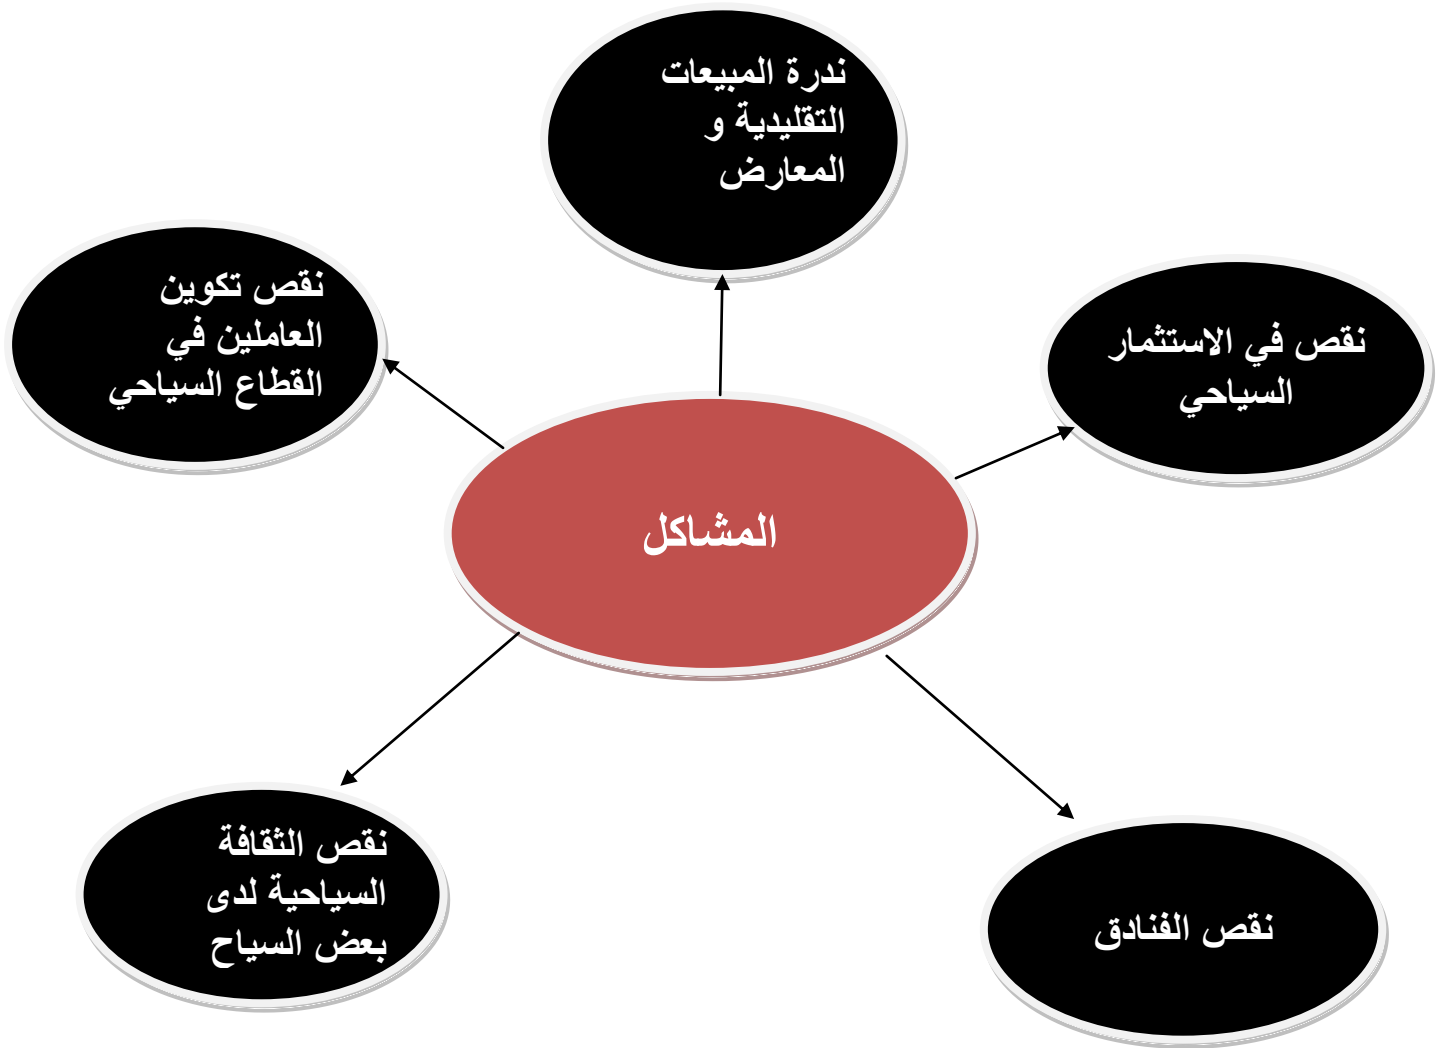 ندرة المبيعات
التقليدية و
المعارض
نقص في الاستثمار
السياحي
نقص تكوين
العاملين في
القطاع السياحي
المشاكل
نقص الثقافة
السياحية لدى
بعض السياح
نقص الفنادق